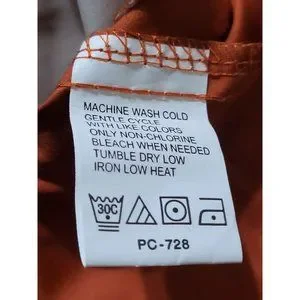 MACHINE WASH COLD
GENTLE CYCLE
WITH LIKE COLORS
ONLY NON-CHLORINE
BLEACH WHEN NEEDED
TUMBLE DRY LOW
IRON LOW HEAT
30C
PC-728